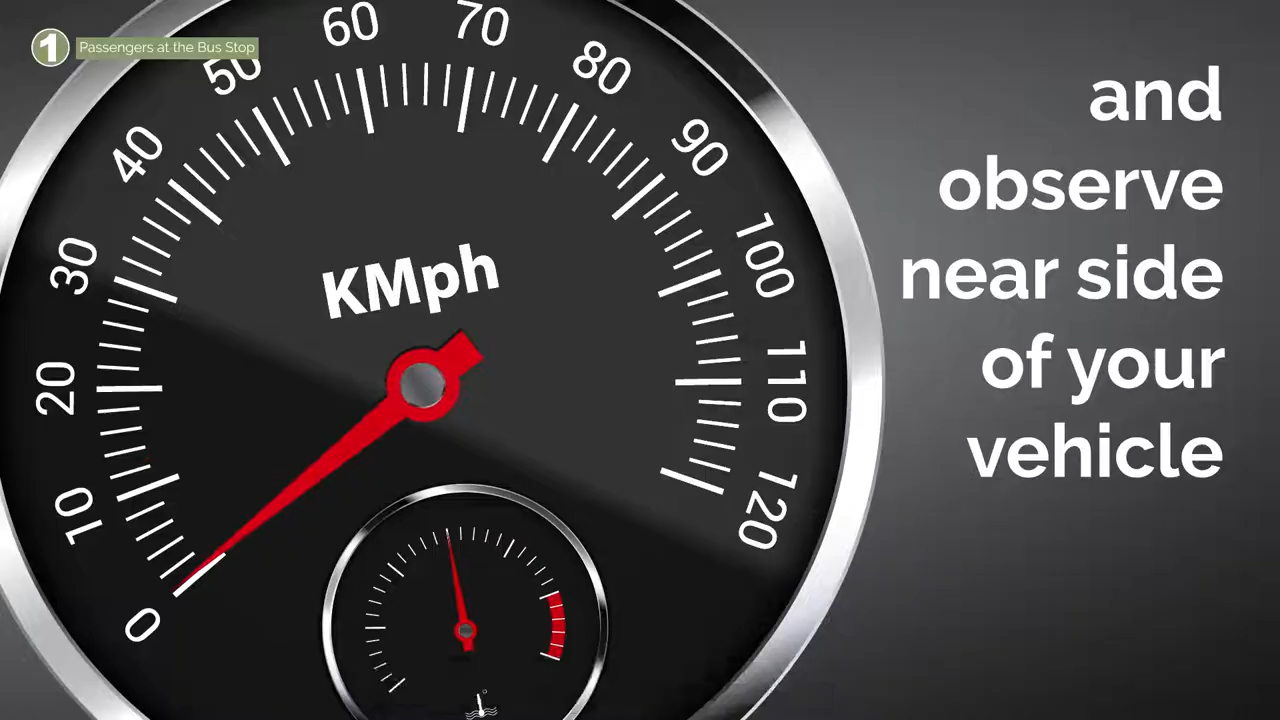 1 Passengers at the Bus Stop
and
observe
near side
of your
vehicle
0
10
20
30
40
50
60
70
80
90
100
110
120
KMph